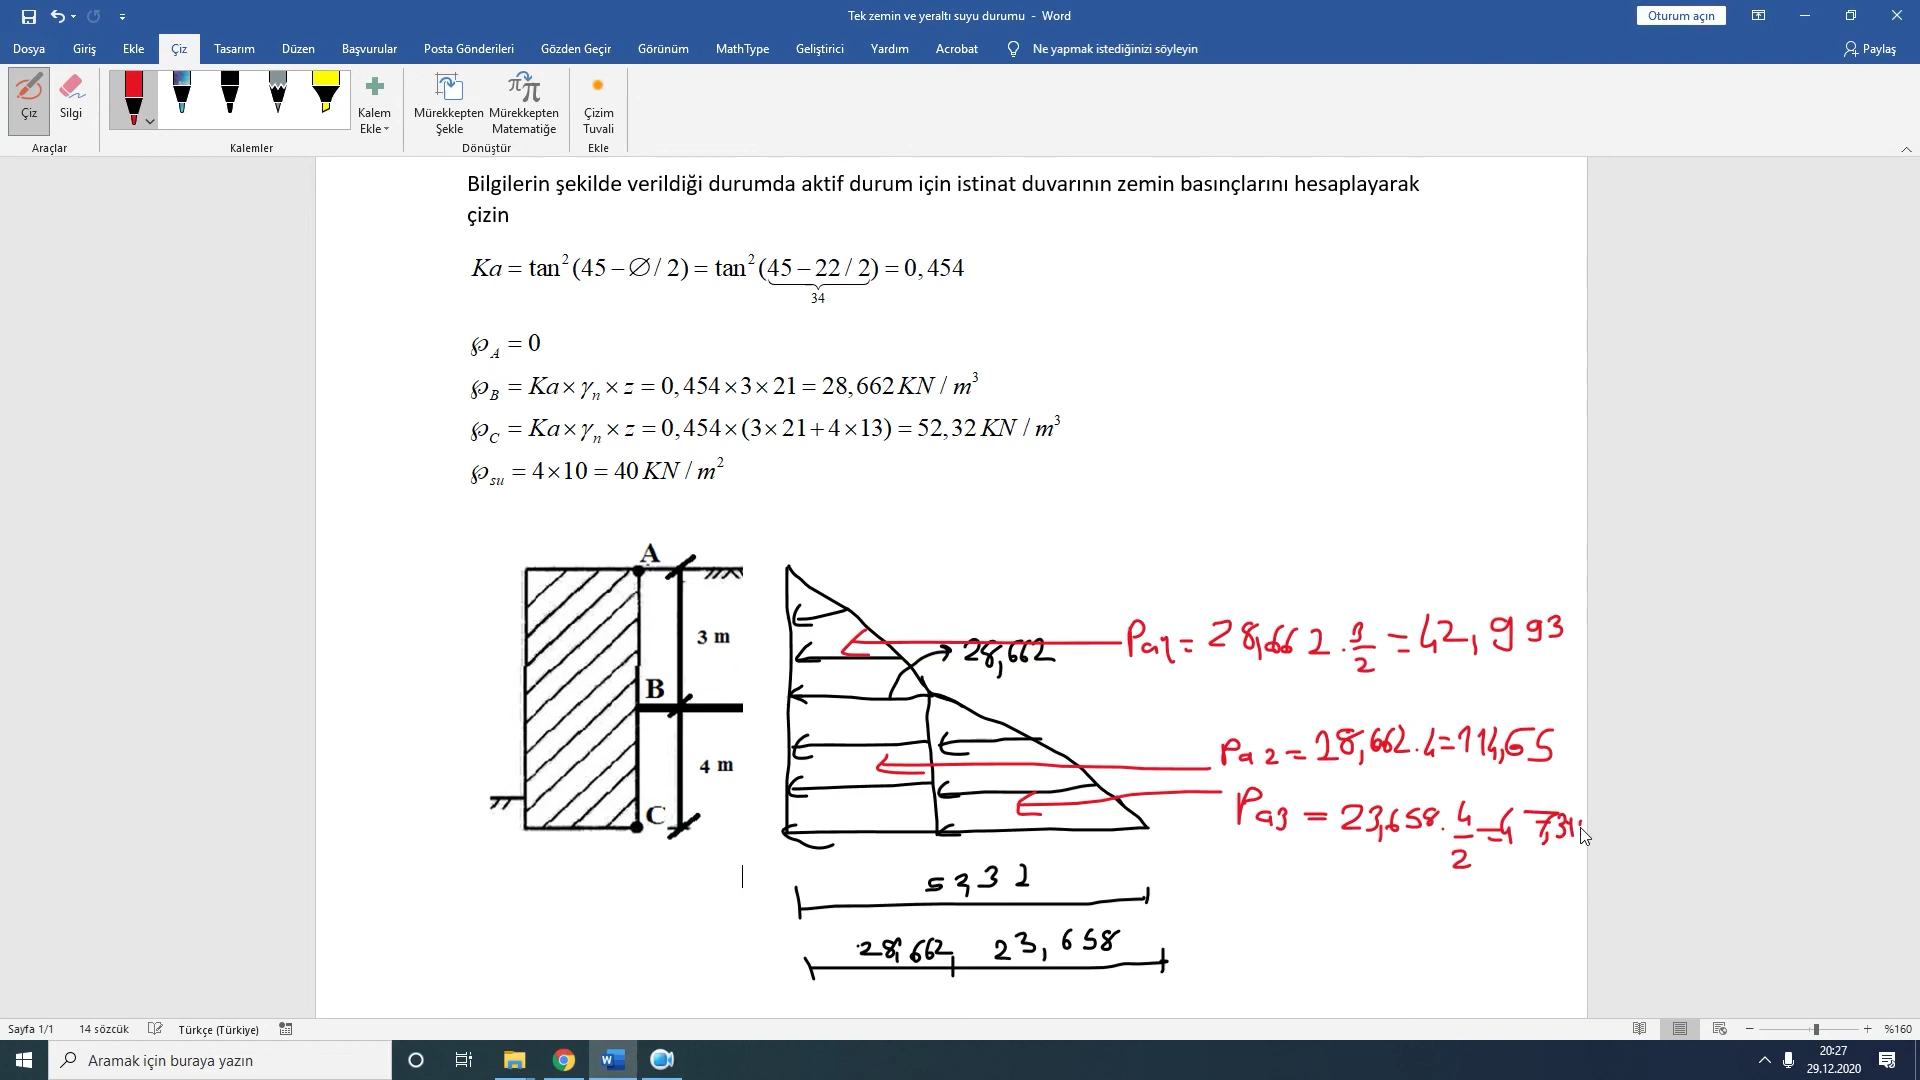 Tek zemin ve yeraltı suyu durumu - Word
Oturum açın
Dosya Giriş Ekle Çiz Tasarım Düzen Başvurular Posta Gönderileri Gözden Geçir Görünüm MathType Geliştirici Yardım Acrobat Ne yapmak istediğinizi söyleyin Paylaş
Çiz Silgi Kalem Ekle Mürekkepten Şekle Mürekkepten Matematiğe Çizim Tuvali
Araçlar Kalemler Dönüştür Ekle
Bilgilerin şekilde verildiği durumda aktif durum için istinat duvarının zemin basınçlarını hesaplayarak
çizin
Ka = tan²(45 − ∅ / 2) = tan²(45 − 22 / 2) = 0,454
34
℘A = 0
℘B = Ka × γn × z = 0,454 × 3 × 21 = 28,662 KN / m³
℘C = Ka × γn × z = 0,454 × (3 × 21 + 4 × 13) = 52,32 KN / m³
℘su = 4 × 10 = 40 KN / m²
A
3 m
B
4 m
C
28,662
Pa1 = 28,662 . 3/2 = 42,993
Pa2 = 28,662 . 4 = 114,65
Pa3 = 23,658 . 4/2 = 47,31
52,32
28,662 23,658
Sayfa 1/1 14 sözcük Türkçe (Türkiye) %160
Aramak için buraya yazın
20:27
29.12.2020